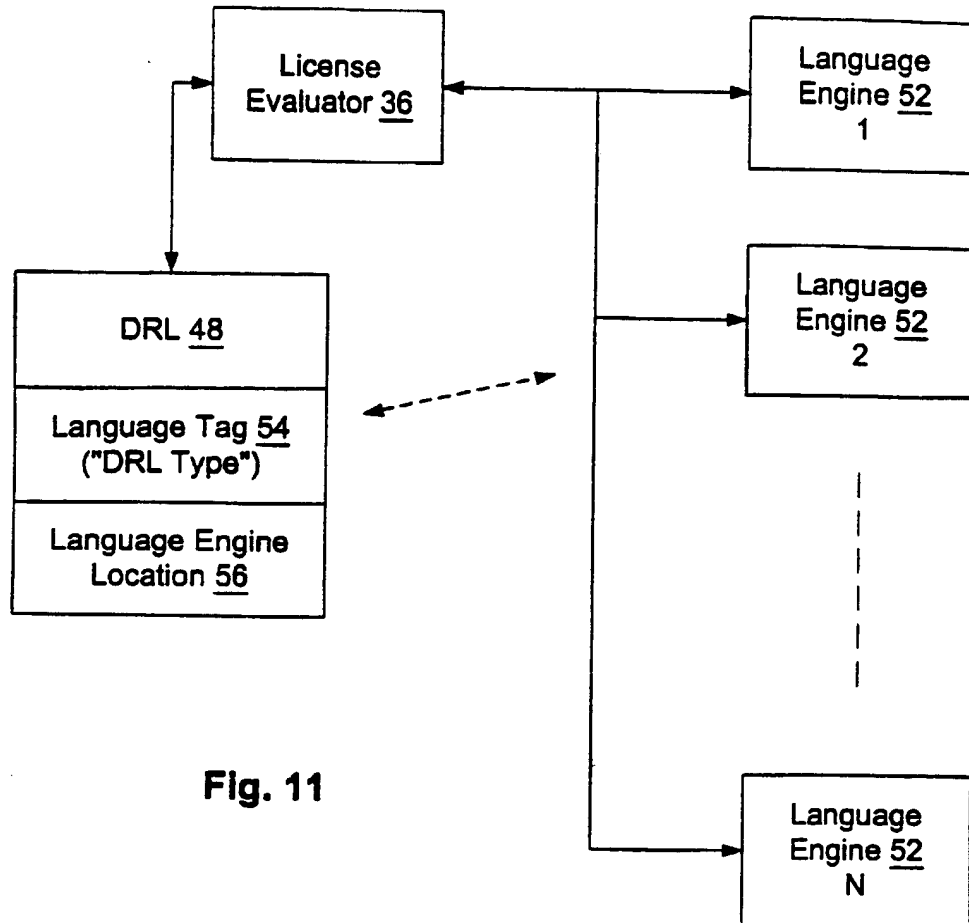 License
Evaluator 36
Language
Engine 52
1
DRL 48
Language Tag 54
("DRL Type")
Language Engine
Location 56
Language
Engine 52
2
Language
Engine 52
N
Fig. 11